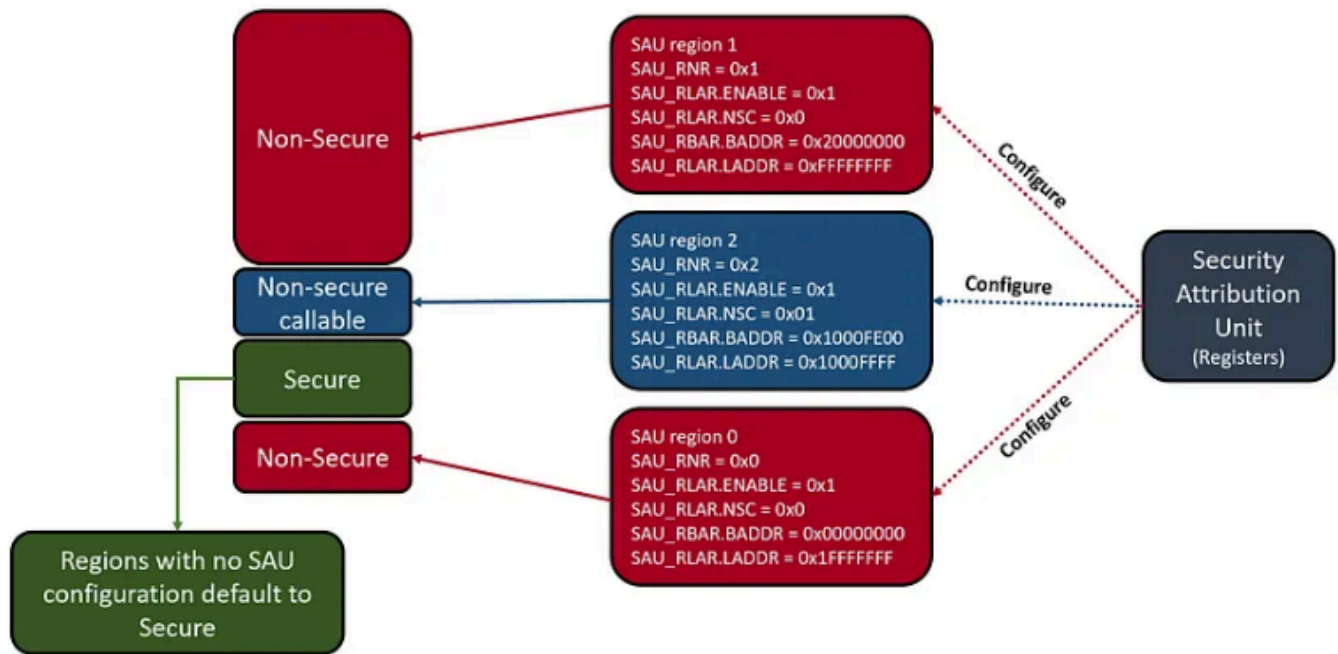 Non-Secure
Non-secure
callable
Secure
Non-Secure
Regions with no SAU
configuration default to
Secure
SAU region 1
SAU_RNR = 0x1
SAU_RLAR.ENABLE = 0x1
SAU_RLAR.NSC = 0x0
SAU_RBAR.BADDR = 0x20000000
SAU_RLAR.LADDR = 0xFFFFFFFF
SAU region 2
SAU_RNR = 0x2
SAU_RLAR.ENABLE = 0x1
SAU_RLAR.NSC = 0x01
SAU_RBAR.BADDR = 0x1000FE00
SAU_RLAR.LADDR = 0x1000FFFF
SAU region 0
SAU_RNR = 0x0
SAU_RLAR.ENABLE = 0x1
SAU_RLAR.NSC = 0x0
SAU_RBAR.BADDR = 0x00000000
SAU_RLAR.LADDR = 0x1FFFFFFF
Configure
Configure
Configure
Security
Attribution
Unit
(Registers)